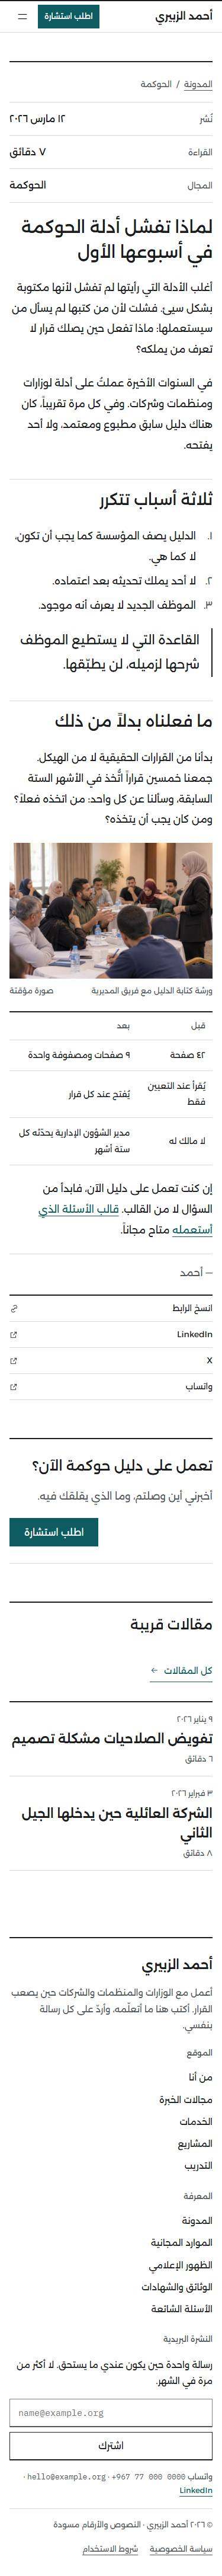 أحمد الزبيري
اطلب استشارة
المدونة / الحوكمة
نُشر
١٢ مارس ٢٠٢٦
القراءة
٧ دقائق
المجال
الحوكمة
لماذا تفشل أدلة الحوكمة
في أسبوعها الأول
أغلب الأدلة التي رأيتها لم تفشل لأنها مكتوبة
بشكل سيئ. فشلت لأن من كتبها لم يسأل من
سيستعملها: ماذا تفعل حين يصلك قرار لا
تعرف من يملكه؟
في السنوات الأخيرة عملتُ على أدلة لوزارات
ومنظمات وشركات. وفي كل مرة تقريباً، كان
هناك دليل سابق مطبوع ومعتمد، ولا أحد
يفتحه.
ثلاثة أسباب تتكرر
١. الدليل يصف المؤسسة كما يجب أن تكون،
لا كما هي.
٢. لا أحد يملك تحديثه بعد اعتماده.
٣. الموظف الجديد لا يعرف أنه موجود.
القاعدة التي لا يستطيع الموظف
شرحها لزميله، لن يطبّقها.
ما فعلناه بدلاً من ذلك
بدأنا من القرارات الحقيقية لا من الهيكل.
جمعنا خمسين قراراً اتُّخذ في الأشهر الستة
السابقة، وسألنا عن كل واحد: من اتخذه فعلاً؟
ومن كان يجب أن يتخذه؟
ورشة كتابة الدليل مع فريق المديرية
صورة مؤقتة
قبل
بعد
٤٢ صفحة
٩ صفحات ومصفوفة واحدة
يُقرأ عند التعيين
فقط
يُفتح عند كل قرار
لا مالك له
مدير الشؤون الإدارية يحدّثه كل
ستة أشهر
إن كنت تعمل على دليل الآن، فابدأ من
السؤال لا من القالب. قالب الأسئلة الذي
أستعمله متاح مجاناً.
— أحمد
انسخ الرابط
LinkedIn
X
واتساب
تعمل على دليل حوكمة الآن؟
أخبرني أين وصلتم، وما الذي يقلقك فيه.
اطلب استشارة
مقالات قريبة
كل المقالات ←
٩ يناير ٢٠٢٦
تفويض الصلاحيات مشكلة تصميم
٦ دقائق
٣ فبراير ٢٠٢٦
الشركة العائلية حين يدخلها الجيل
الثاني
٨ دقائق
أحمد الزبيري
أعمل مع الوزارات والمنظمات والشركات حين يصعب
القرار. أكتب هنا ما أتعلّمه، وأردّ على كل رسالة
بنفسي.
الموقع
من أنا
مجالات الخبرة
الخدمات
المشاريع
التدريب
المعرفة
المدونة
الموارد المجانية
الظهور الإعلامي
الوثائق والشهادات
الأسئلة الشائعة
النشرة البريدية
رسالة واحدة حين يكون عندي ما يستحق. لا أكثر من
مرة في الشهر.
name@example.org
اشترك
واتساب 0000 000 77 967+ · hello@example.org ·
LinkedIn
© ٢٠٢٦ أحمد الزبيري · النصوص والأرقام مسودة
سياسة الخصوصية
شروط الاستخدام